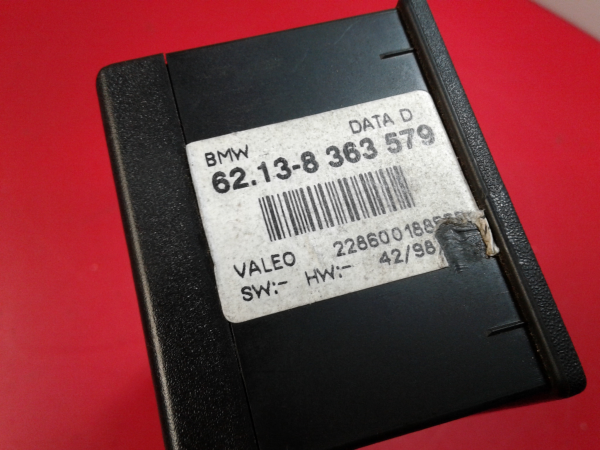 BMW DATA D
62.13-8 363 579
VALEO
SW:- HW:- 42/98